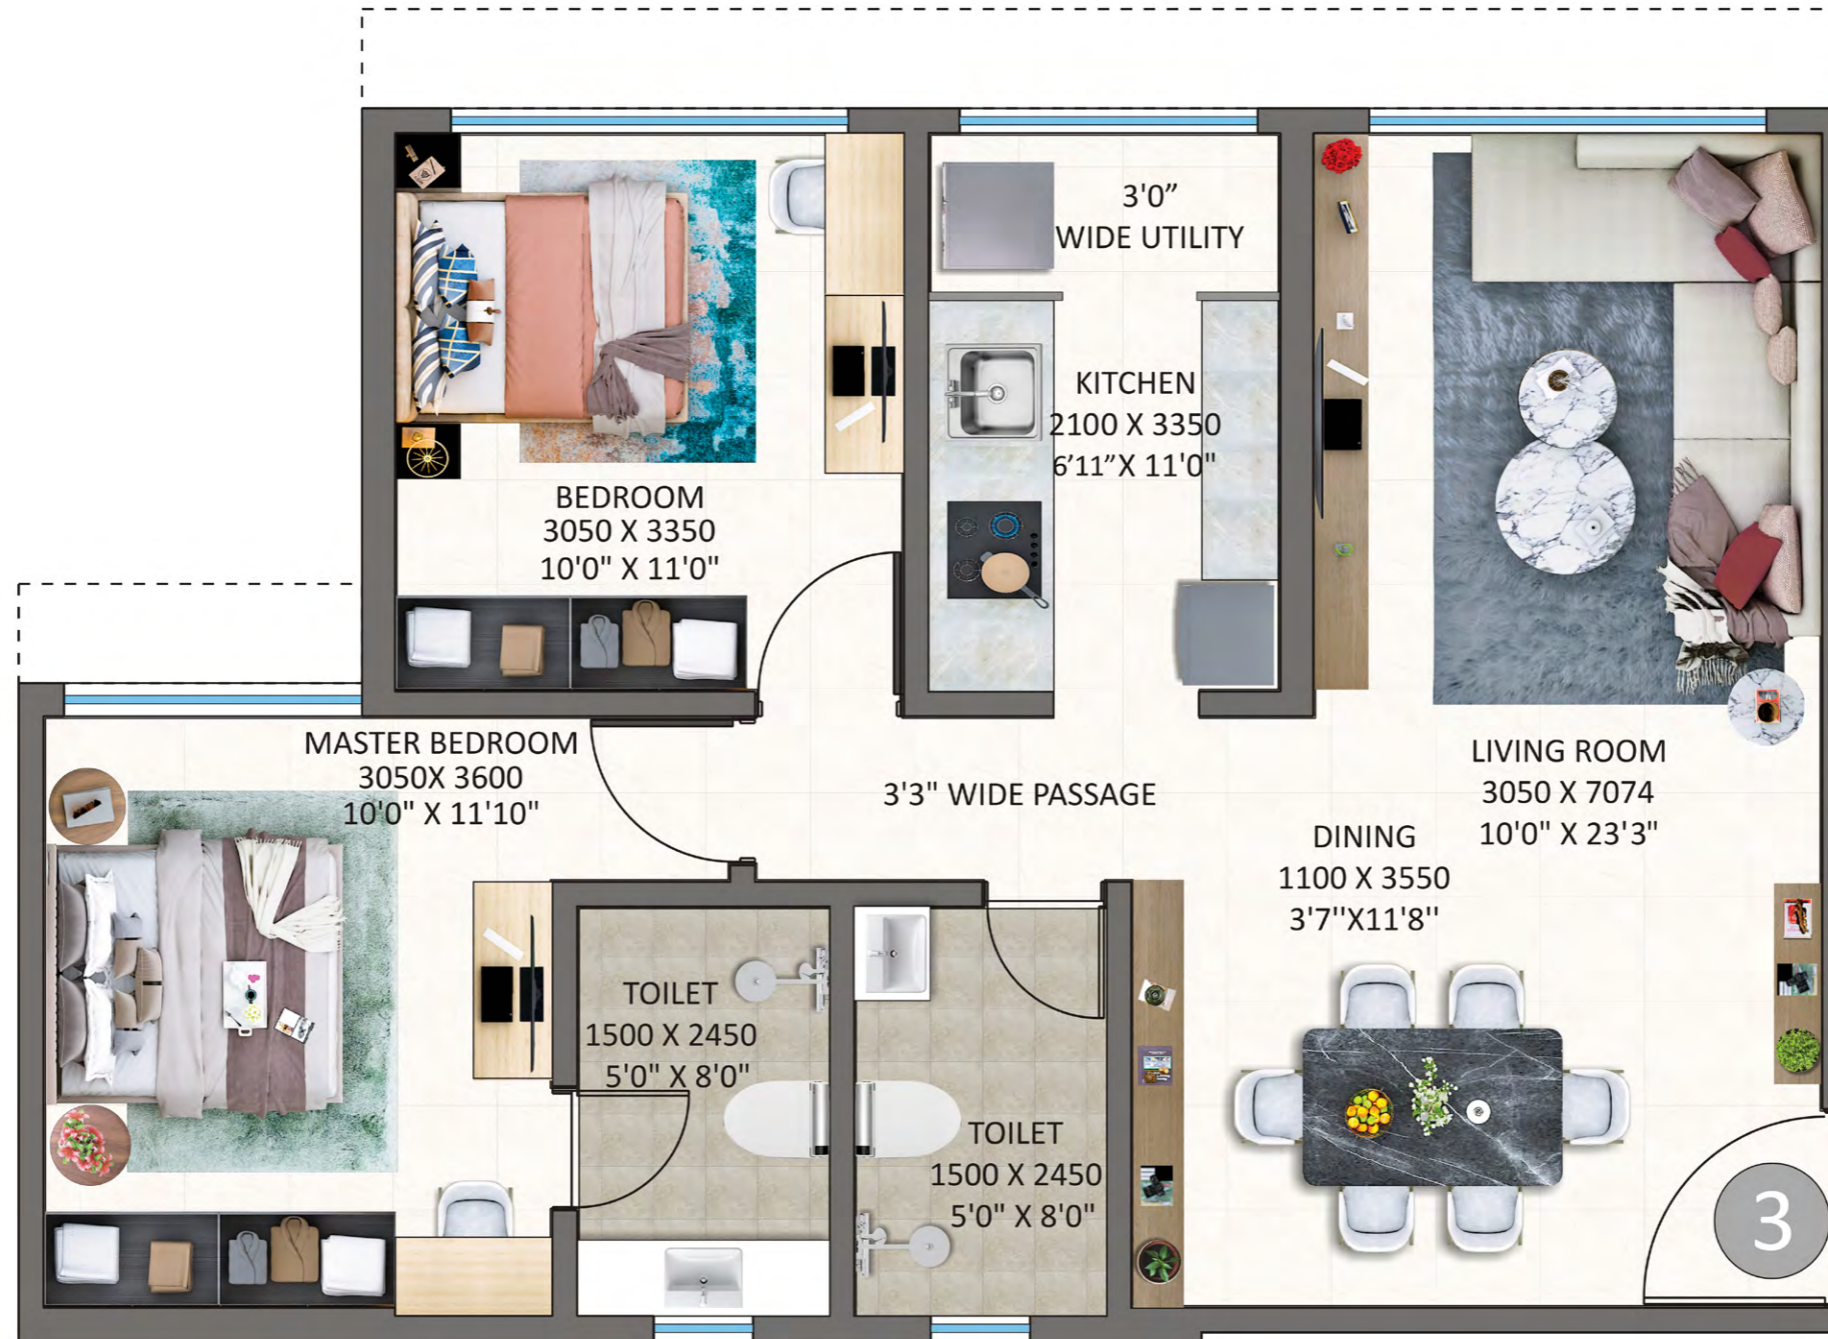 3'0”
WIDE UTILITY
KITCHEN
2100 X 3350
6’11”X 11'0"
BEDROOM
3050 X 3350
10'0" X 11'0"
MASTER BEDROOM
3050X 3600
10'0" X 11'10"
3'3" WIDE PASSAGE
LIVING ROOM
3050 X 7074
10'0" X 23'3"
DINING
1100 X 3550
3'7''X11'8''
TOILET
1500 X 2450
5'0" X 8'0"
TOILET
1500 X 2450
5'0" X 8'0"
3